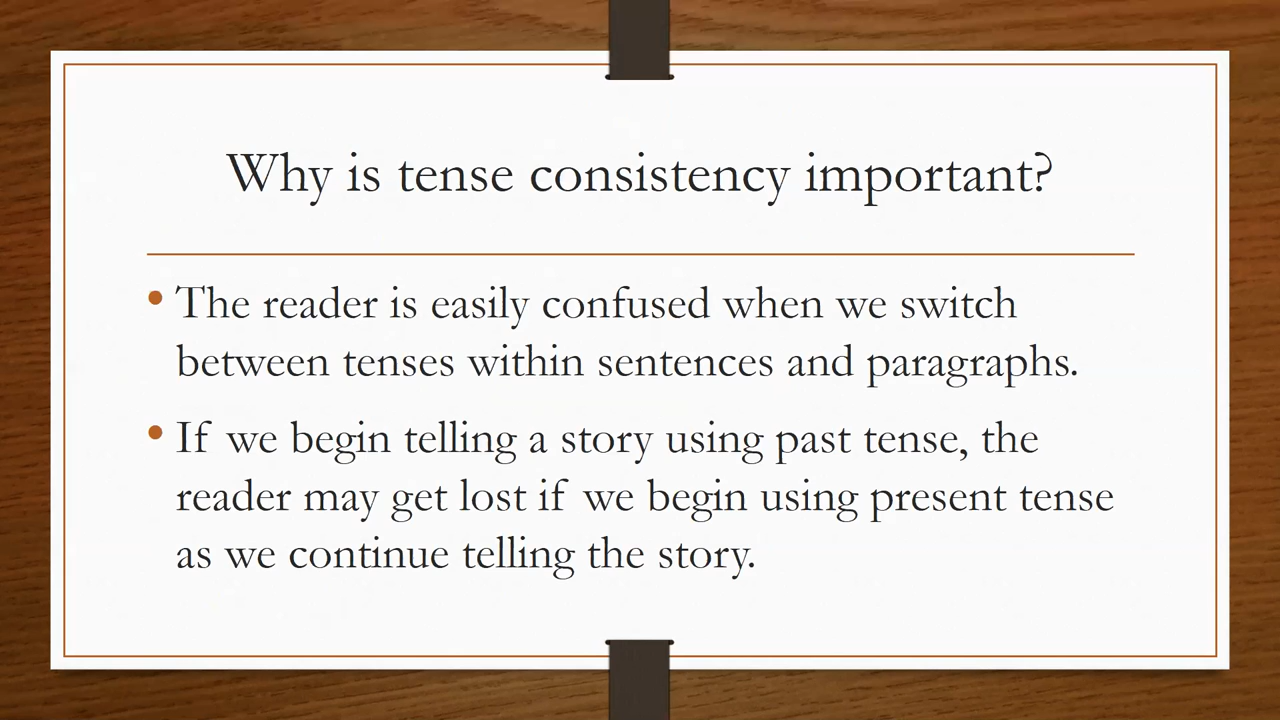 Why is tense consistency important?
• The reader is easily confused when we switch
between tenses within sentences and paragraphs.
• If we begin telling a story using past tense, the
reader may get lost if we begin using present tense
as we continue telling the story.